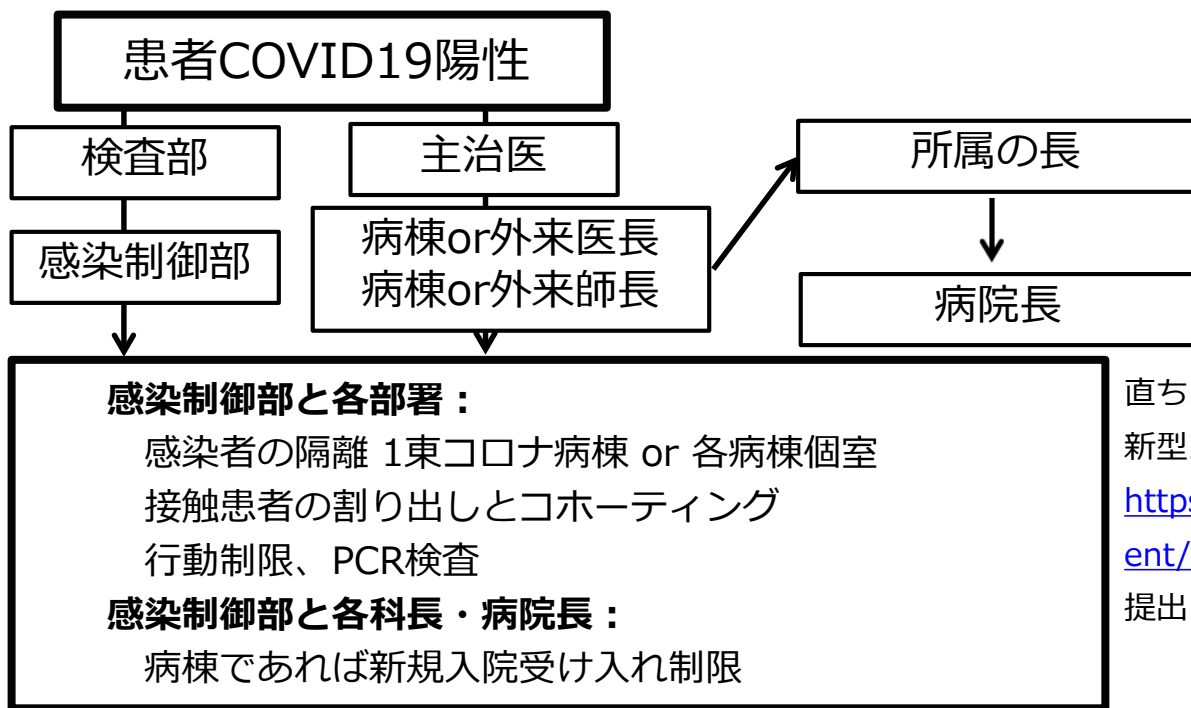 患者COVID19陽性
検査部
主治医
所属の長
感染制御部
病棟or外来医長
病棟or外来師長
病院長
感染制御部と各部署：
感染者の隔離 1東コロナ病棟 or 各病棟個室
接触患者の割り出しとコホーティング
行動制限、PCR検査
感染制御部と各科長・病院長：
病棟であれば新規入院受け入れ制限
直ち
新型
https
ent/
提出